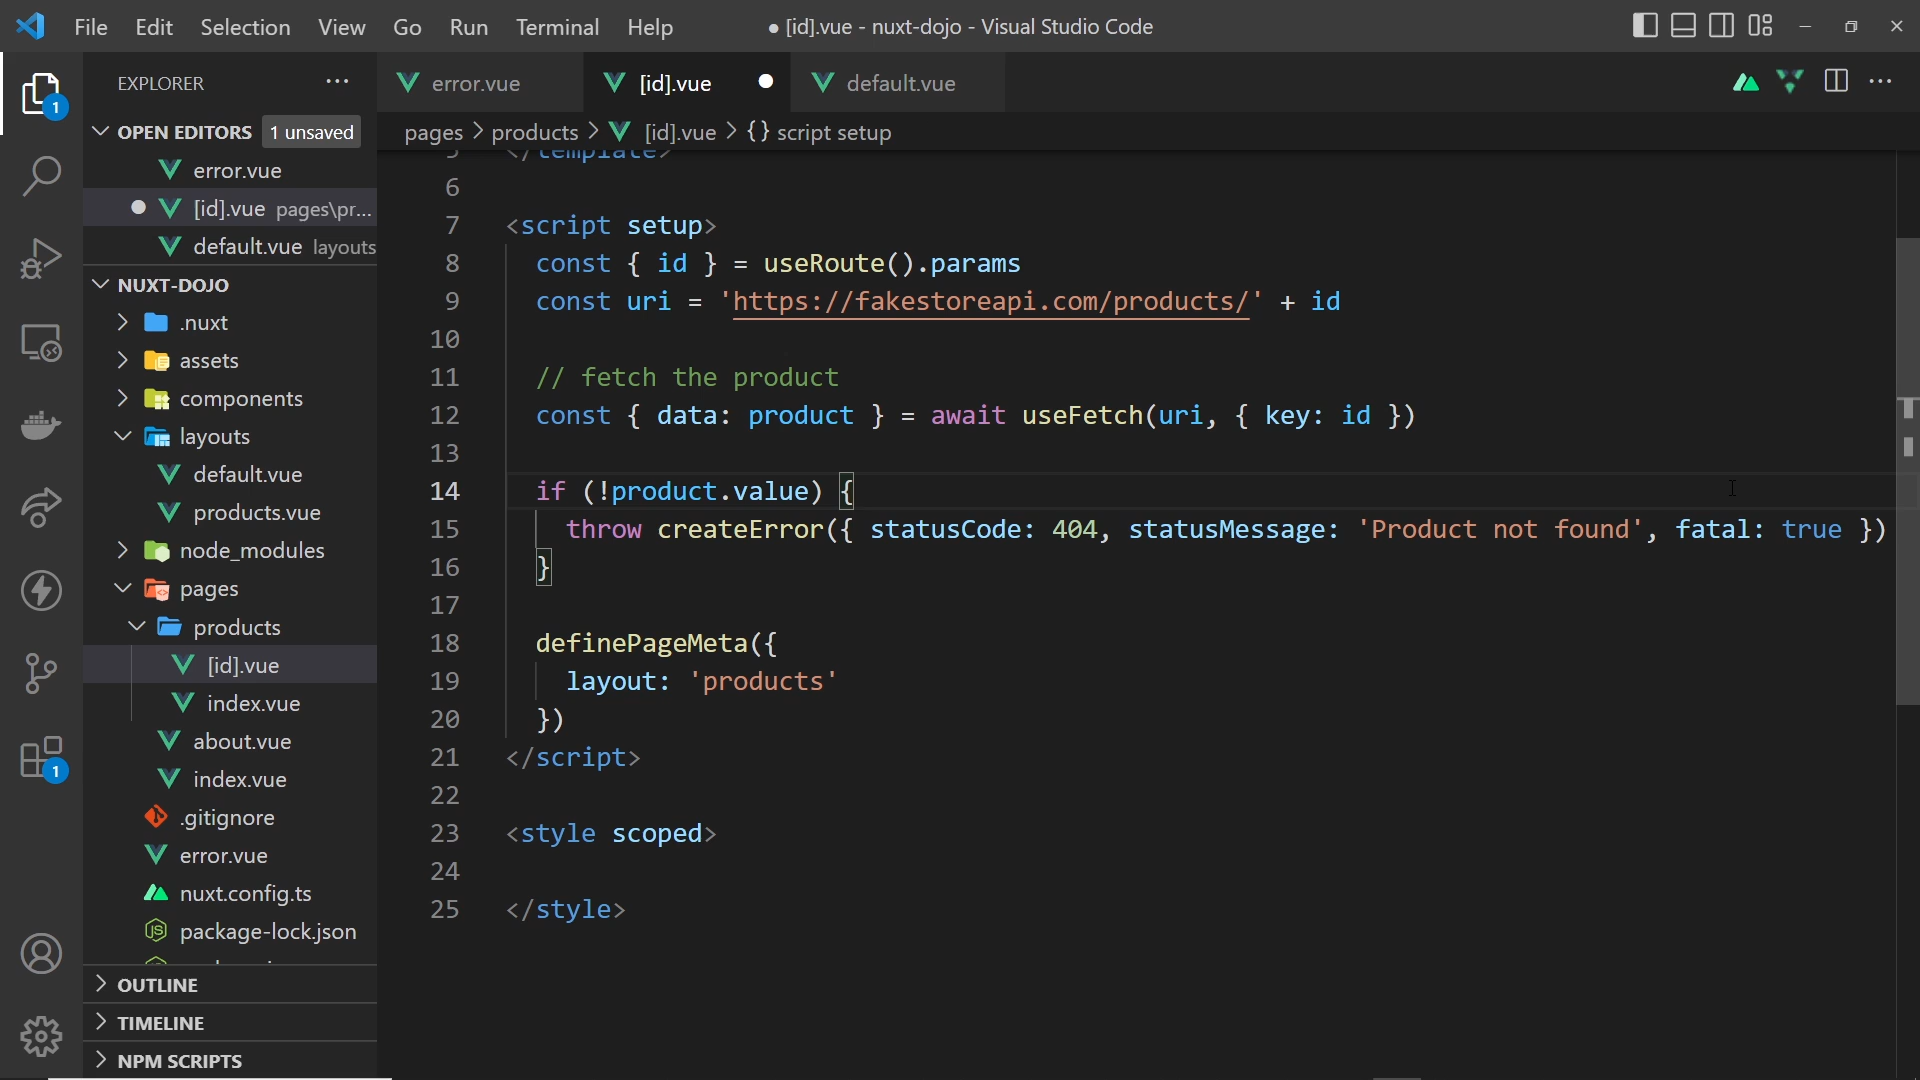 File Edit Selection View Go Run Terminal Help
● [id].vue - nuxt-dojo - Visual Studio Code
EXPLORER
OPEN EDITORS 1 unsaved
error.vue
[id].vue pages\pr...
default.vue layouts
NUXT-DOJO
.nuxt
assets
components
layouts
default.vue
products.vue
node_modules
pages
products
[id].vue
index.vue
about.vue
index.vue
.gitignore
error.vue
nuxt.config.ts
package-lock.json
OUTLINE
TIMELINE
NPM SCRIPTS
1
1
error.vue
[id].vue
default.vue
pages > products > [id].vue > {} script setup
5 </template>
6
7 <script setup>
8 const { id } = useRoute().params
9 const uri = 'https://fakestoreapi.com/products/' + id
10
11 // fetch the product
12 const { data: product } = await useFetch(uri, { key: id })
13
14 if (!product.value) {
15 throw createError({ statusCode: 404, statusMessage: 'Product not found', fatal: true })
16 }
17
18 definePageMeta({
19 layout: 'products'
20 })
21 </script>
22
23 <style scoped>
24
25 </style>